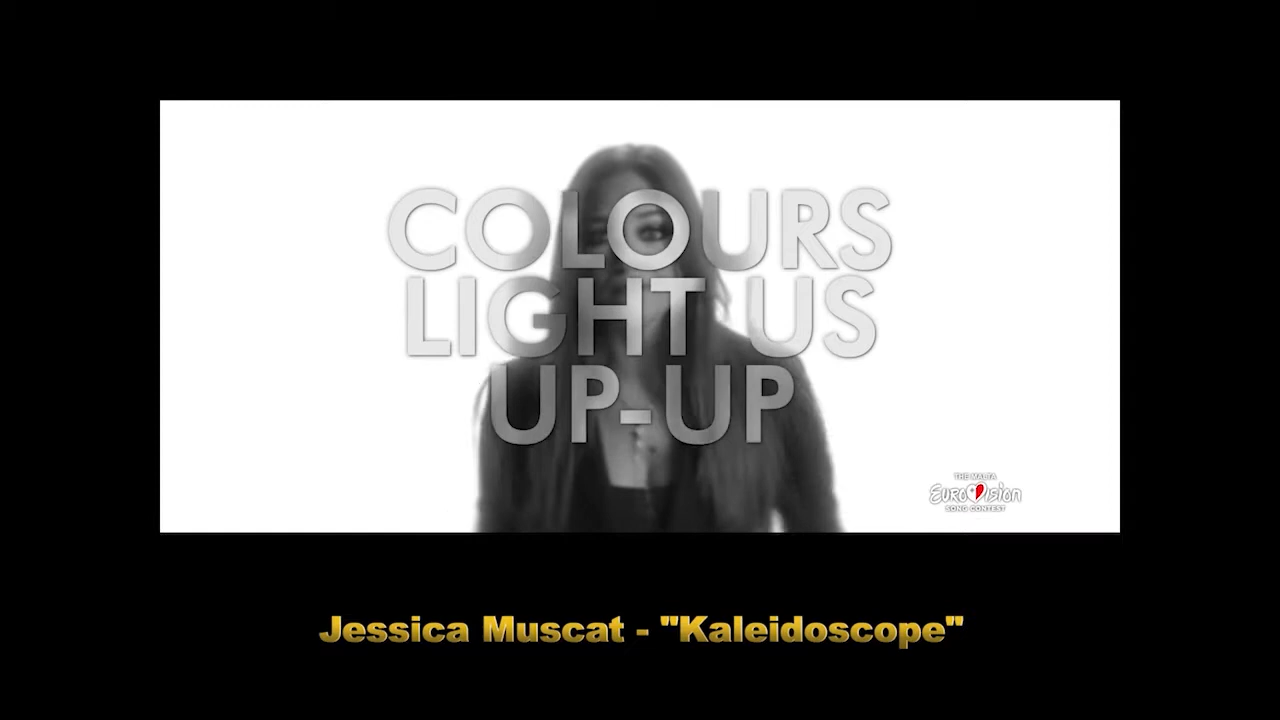 COLOURS
LIGHT US
UP-UP
THE MALTA
EUROVISION
SONG CONTEST
Jessica Muscat - "Kaleidoscope"